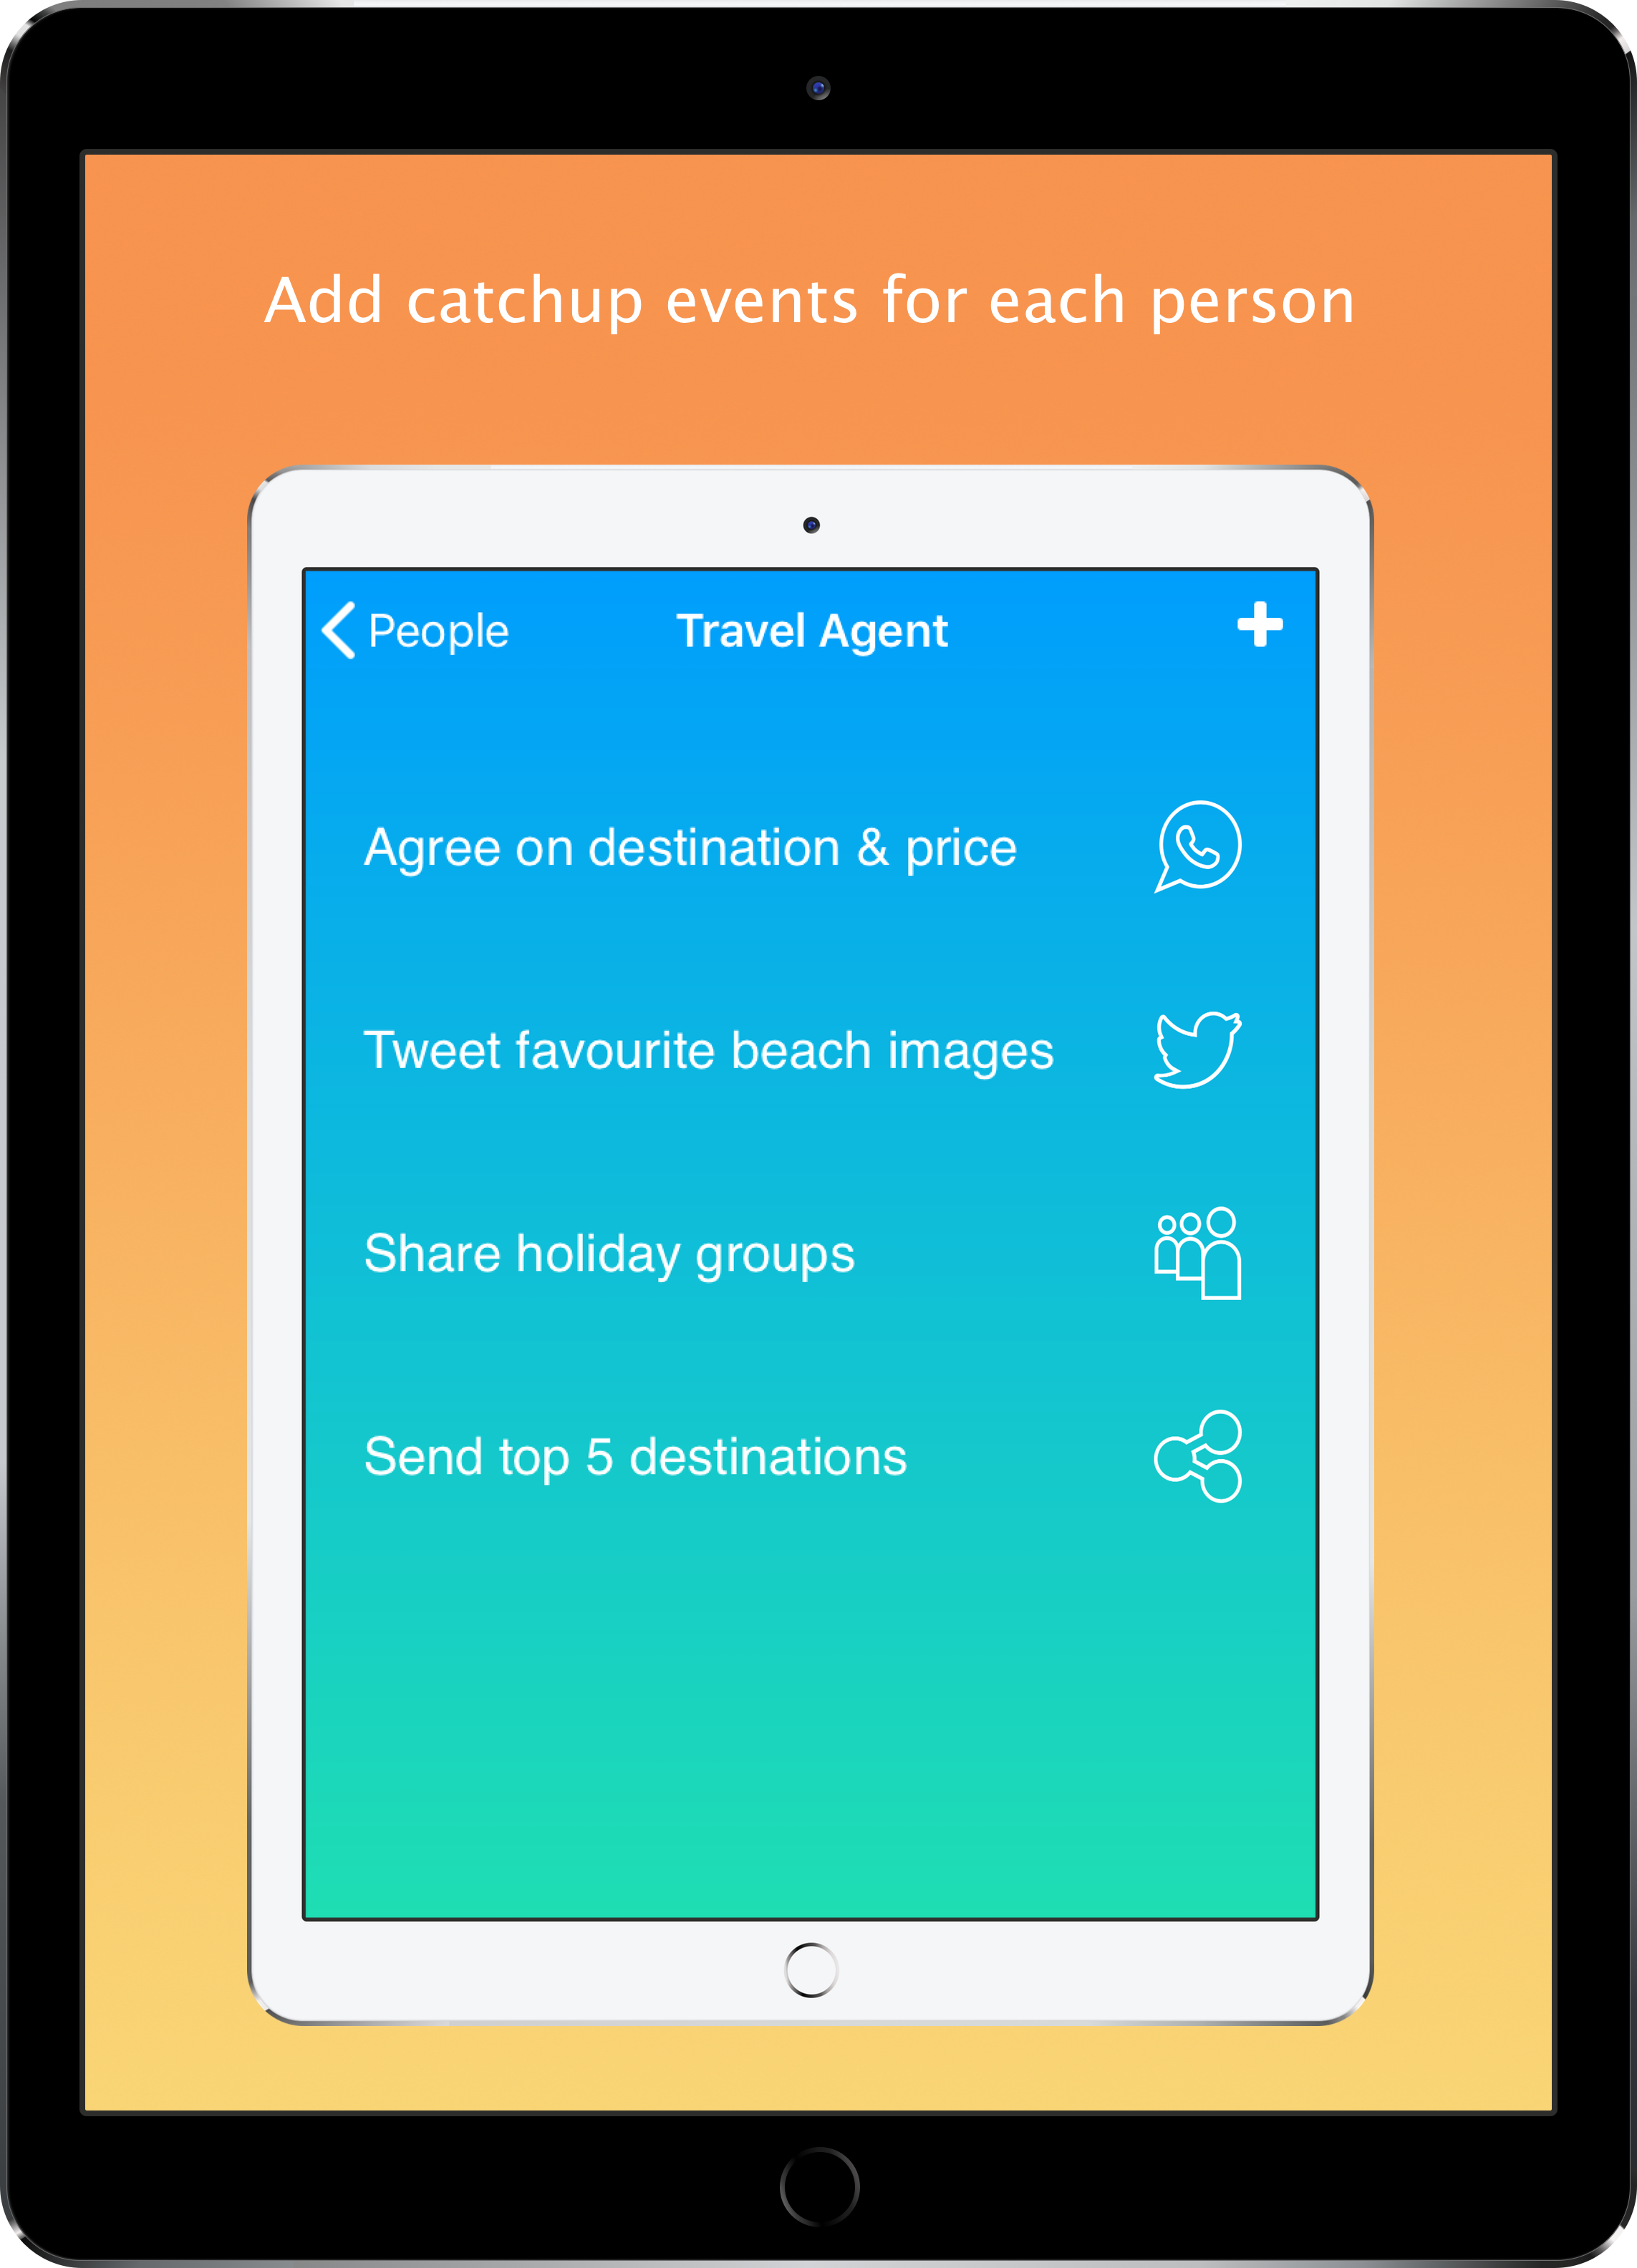 Add catchup events for each person
People
Travel Agent
Agree on destination & price
Tweet favourite beach images
Share holiday groups
Send top 5 destinations